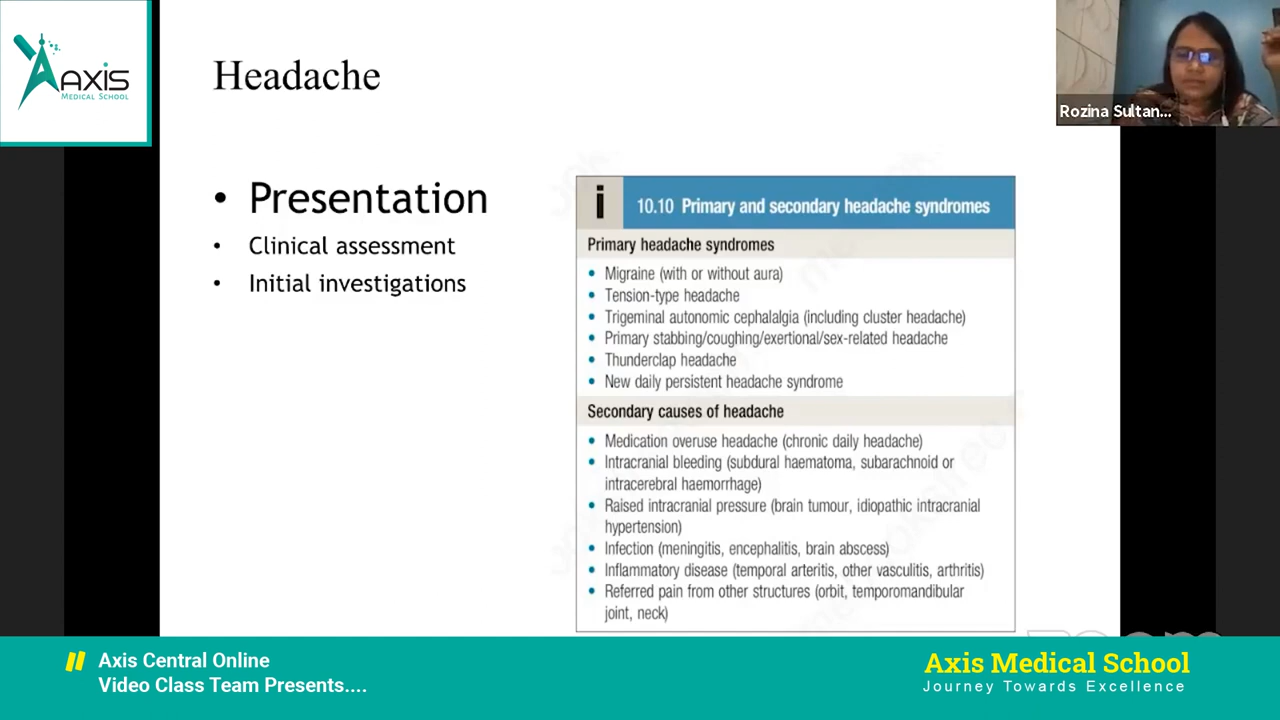 AXIS
MEDICAL SCHOOL
Headache
Rozina Sultan...
• Presentation
• Clinical assessment
• Initial investigations
i
10.10 Primary and secondary headache syndromes
Primary headache syndromes
• Migraine (with or without aura)
• Tension-type headache
• Trigeminal autonomic cephalalgia (including cluster headache)
• Primary stabbing/coughing/exertional/sex-related headache
• Thunderclap headache
• New daily persistent headache syndrome
Secondary causes of headache
• Medication overuse headache (chronic daily headache)
• Intracranial bleeding (subdural haematoma, subarachnoid or
intracerebral haemorrhage)
• Raised intracranial pressure (brain tumour, idiopathic intracranial
hypertension)
• Infection (meningitis, encephalitis, brain abscess)
• Inflammatory disease (temporal arteritis, other vasculitis, arthritis)
• Referred pain from other structures (orbit, temporomandibular
joint, neck)
Axis Central Online
Video Class Team Presents....
Axis Medical School
Journey Towards Excellence